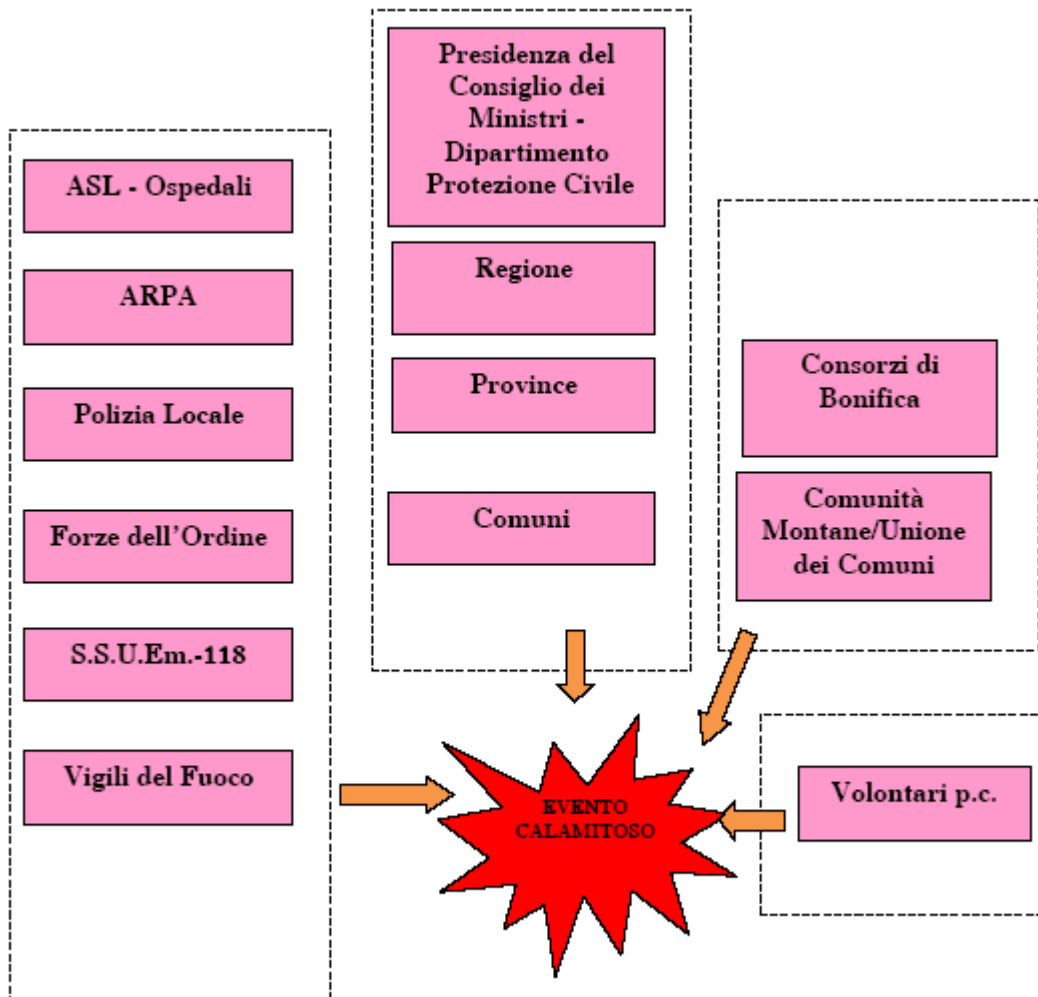 ASL - Ospedali
ARPA
Polizia Locale
Forze dell'Ordine
S.S.U.Em.-118
Vigili del Fuoco
Presidenza del
Consiglio dei
Ministri -
Dipartimento
Protezione Civile
Regione
Province
Comuni
Consorzi di
Bonifica
Comunità
Montane/Unione
dei Comuni
Volontari p.c.
EVENTO
CALAMITOSO